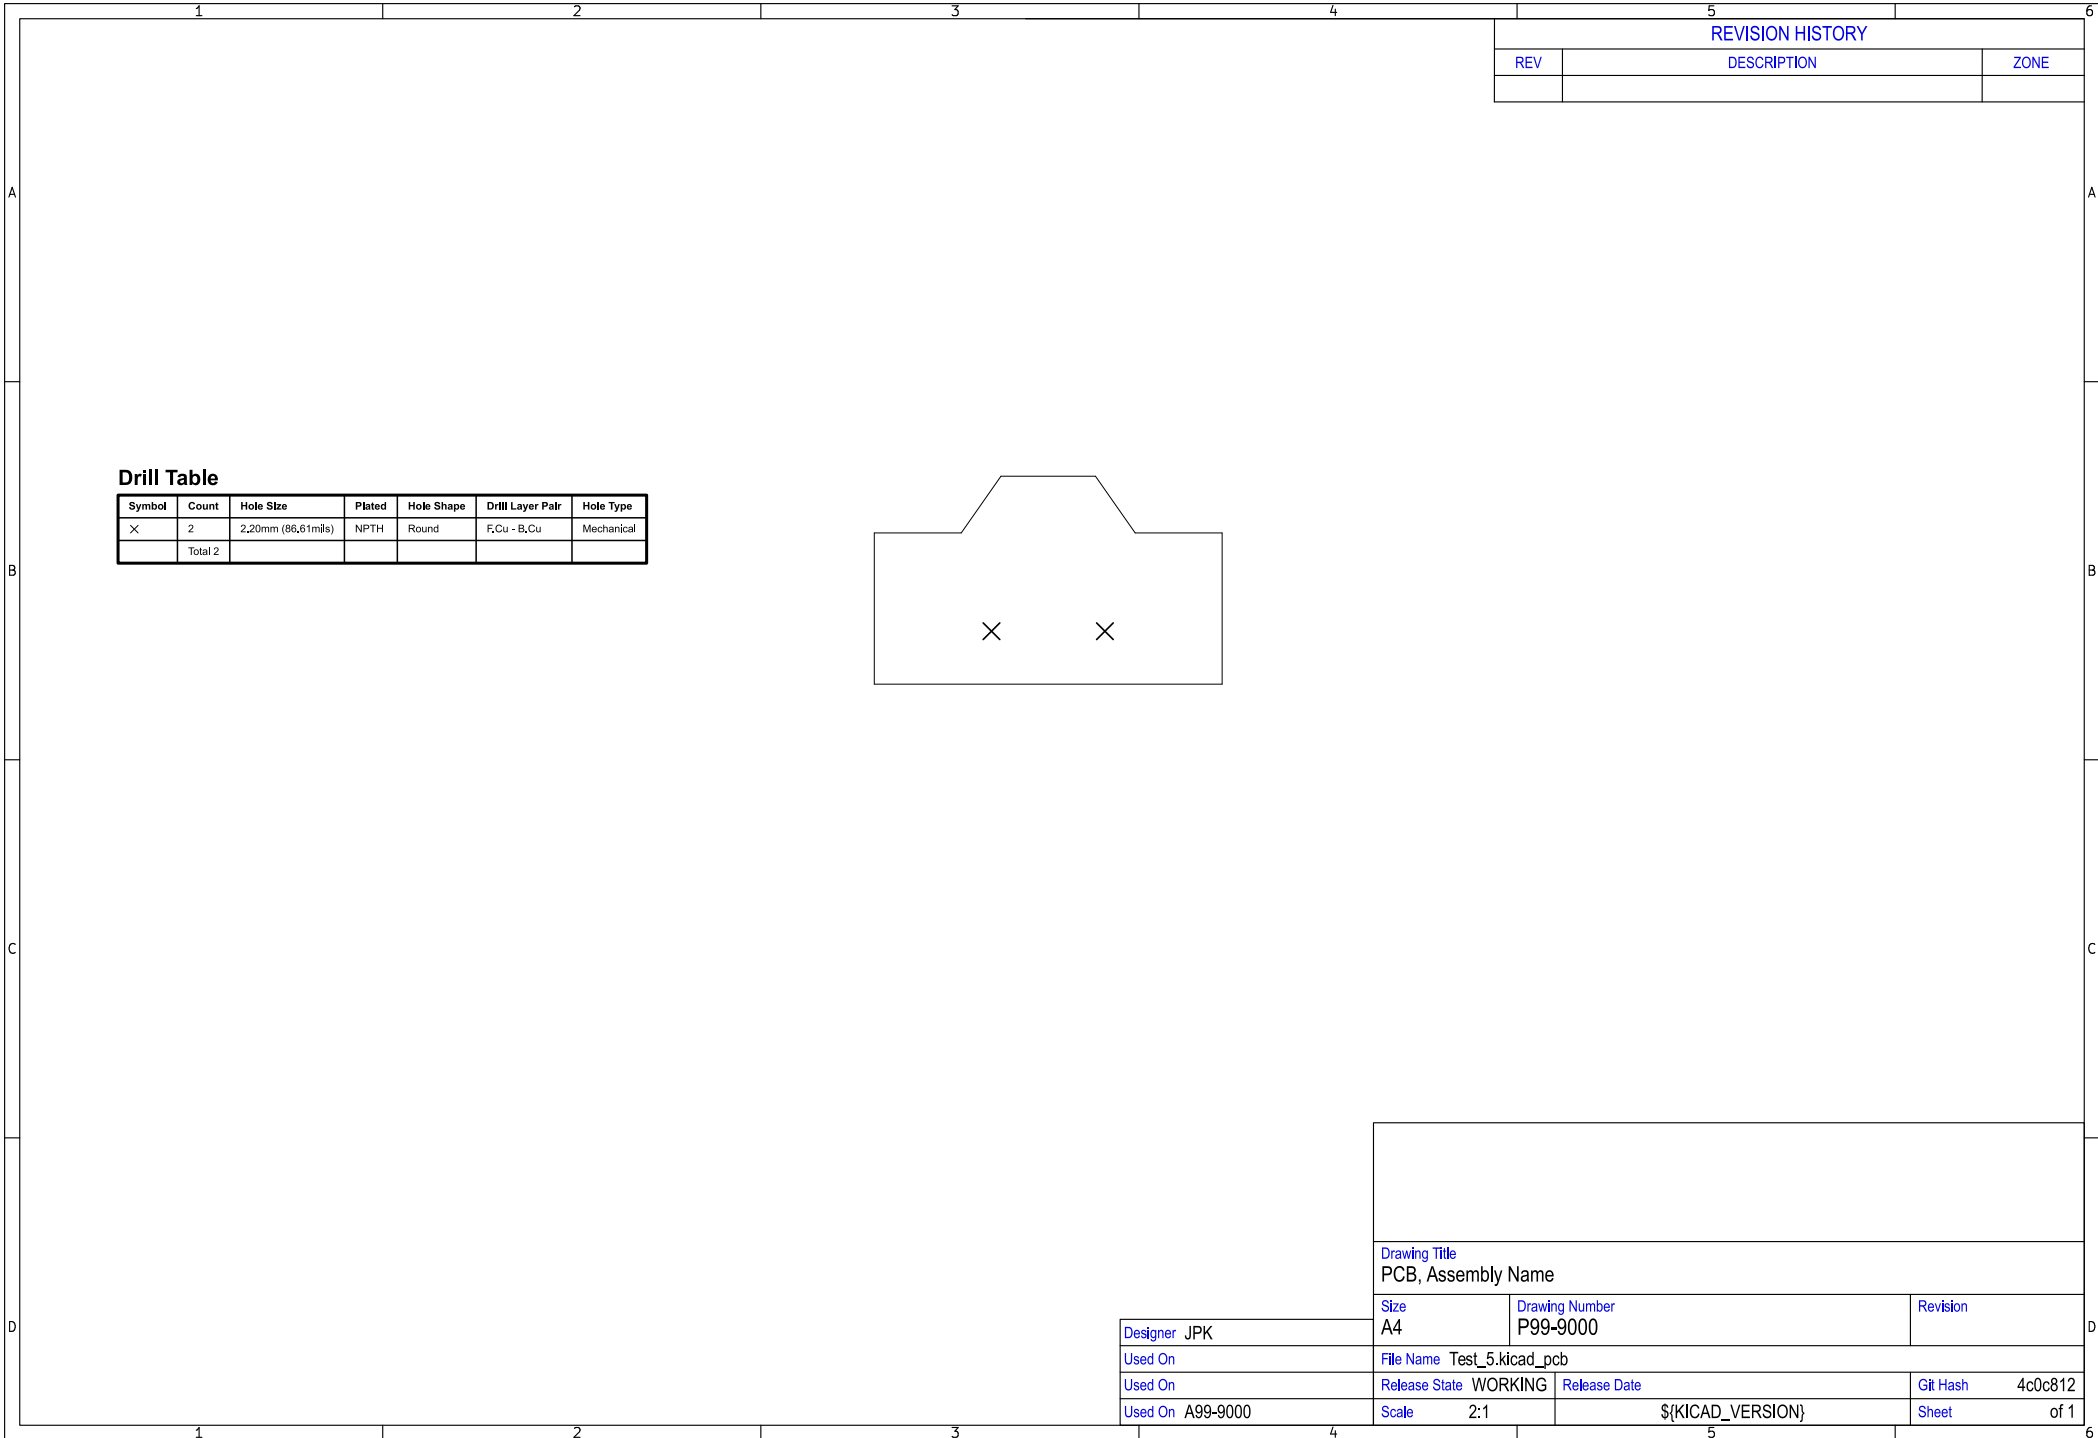 1 2 3 4 5 6
REVISION HISTORY
REV DESCRIPTION ZONE
A A
Drill Table
Symbol Count Hole Size Plated Hole Shape Drill Layer Pair Hole Type
× 2 2.20mm (86.61mils) NPTH Round F.Cu - B.Cu Mechanical
Total 2
B B
C C
Drawing Title
PCB, Assembly Name
Size Drawing Number Revision
A4 P99-9000
D D
Designer JPK
Used On File Name Test_5.kicad_pcb
Used On Release State WORKING Release Date Git Hash 4c0c812
Used On A99-9000 Scale 2:1 ${KICAD_VERSION} Sheet of 1
1 2 3 4 5 6